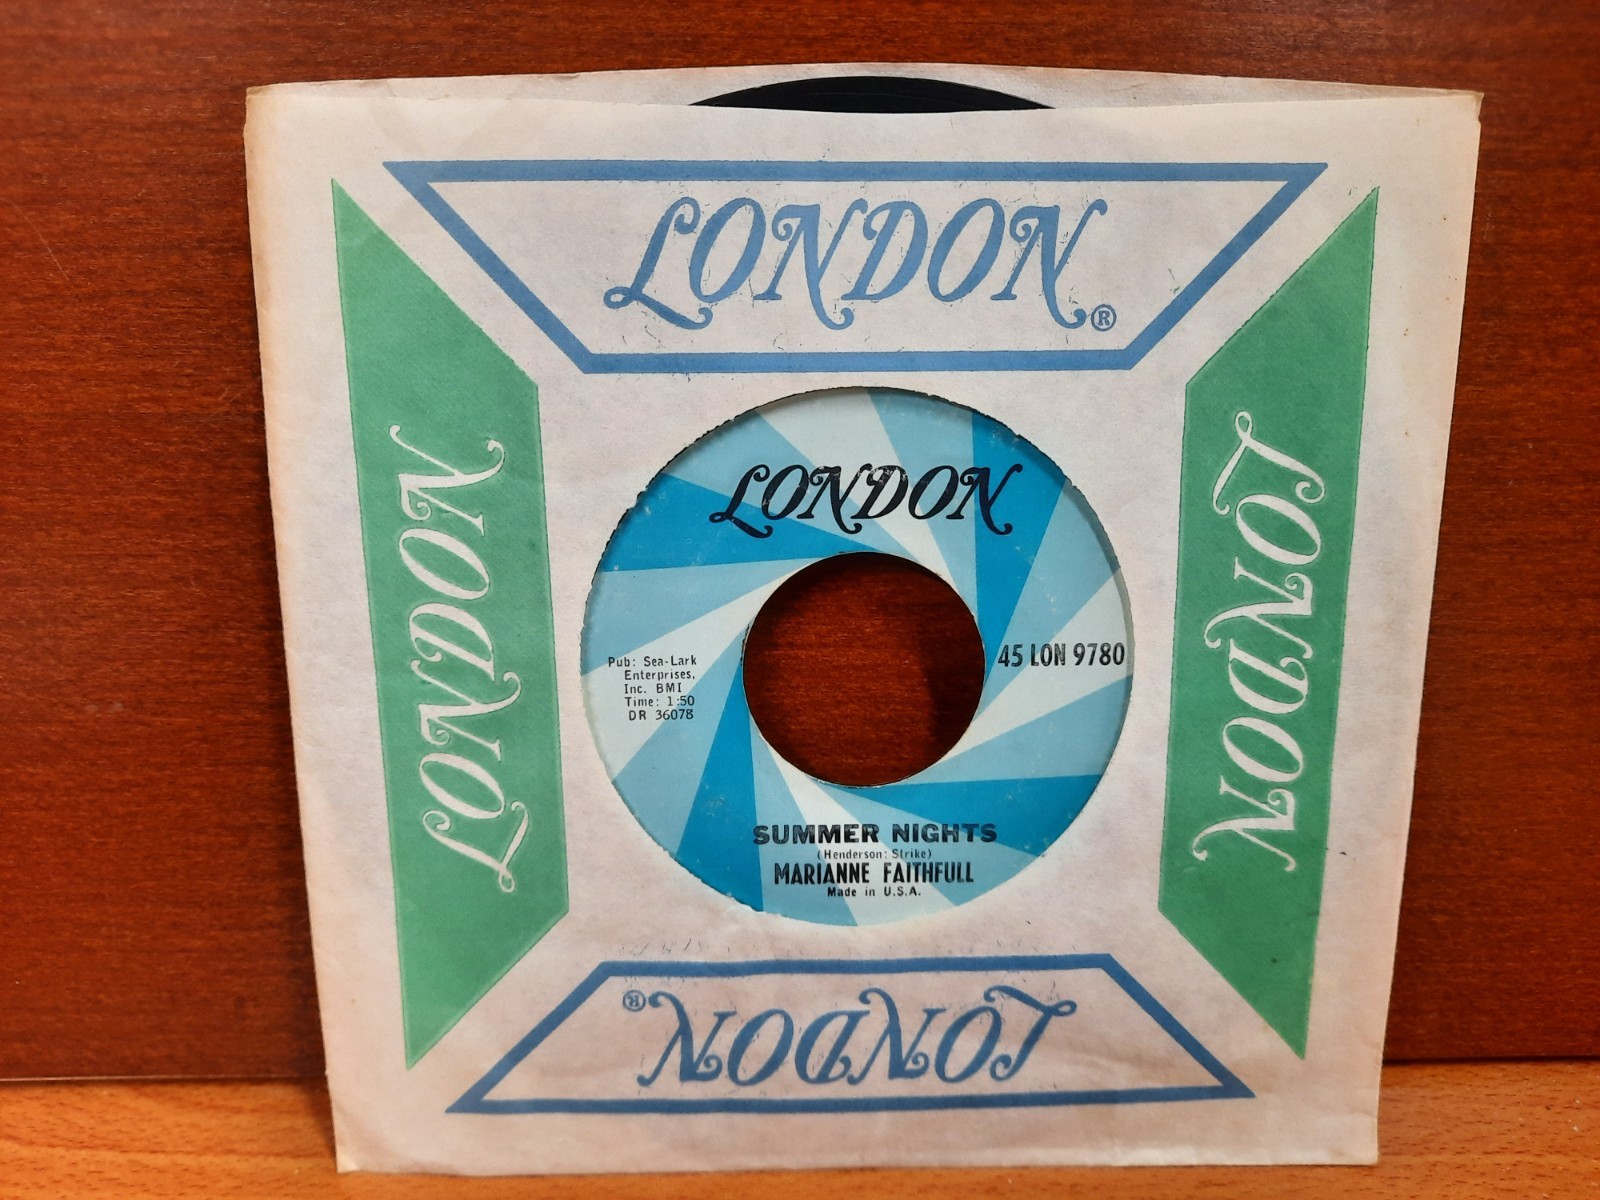 LONDON®
LONDON
LONDON
LONDON
45 LON 9780
Pub: Sea-Lark
Enterprises,
Inc. BMI
Time: 1:50
DR 36078
SUMMER NIGHTS
(Henderson: Strike)
MARIANNE FAITHFULL
Made in U.S.A.
LONDON®